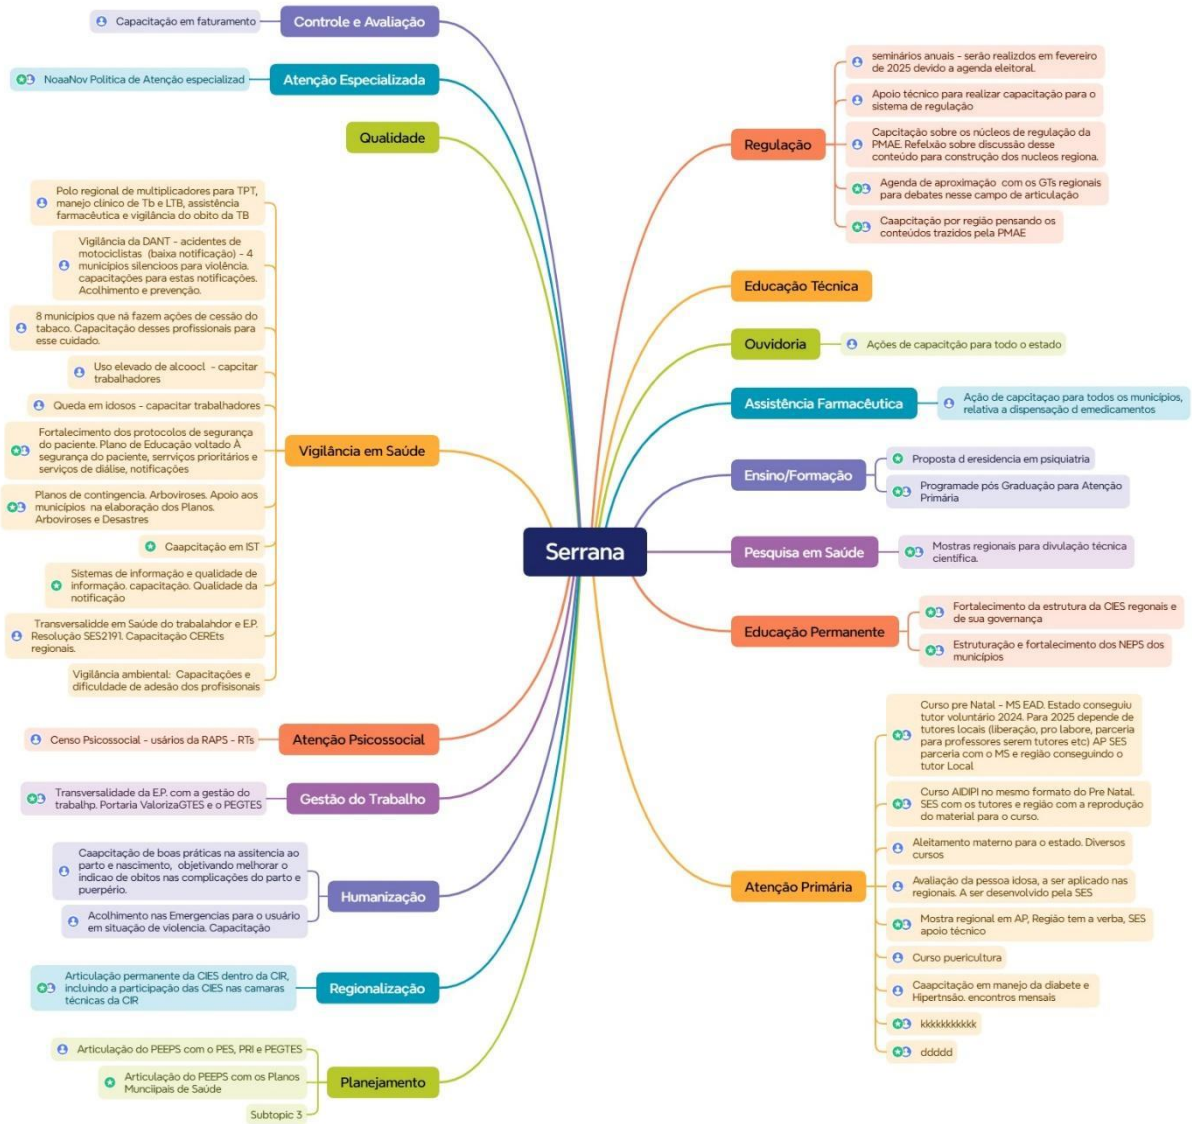 Serrana
Controle e Avaliação
Capacitação em faturamento
Atenção Especializada
NoaaNov Politica de Atenção especializad
Qualidade
Vigilância em Saúde
Polo regional de multiplicadores para TPT,
manejo clínico de Tb e LTB, assistência
farmacêutica e vigilância do obito da TB
Vigilância da DANT - acidentes de
motociclistas (baixa notificação) - 4
municípios silencioos para violência.
capacitações para estas notificações.
Acolhimento e prevenção.
8 municípios que nã fazem ações de cessão do
tabaco. Capacitação desses profissionais para
esse cuidado.
Uso elevado de alcoocl - capcitar
trabalhadores
Queda em idosos - capacitar trabalhadores
Fortalecimento dos protocolos de segurança
do paciente. Plano de Educação voltado À
segurança do paciente, serrviços prioritários e
serviços de diálise, notificações
Planos de contingencia. Arboviroses. Apoio aos
municípios na elaboração dos Planos.
Arboviroses e Desastres
Caapcitação em IST
Sistemas de informação e qualidade de
informação. capacitação. Qualidade da
notificação
Transversalidde em Saúde do trabalahdor e E.P.
Resolução SES2191. Capacitação CEREts
regionais.
Vigilância ambiental: Capacitações e
dificuldade de adesão dos profisisonais
Atenção Psicossocial
Censo Psicossocial - usários da RAPS - RTs
Gestão do Trabalho
Transversalidade da E.P. com a gestão do
trabalhp. Portaria ValorizaGTES e o PEGTES
Humanização
Caapcitação de boas práticas na assitencia ao
parto e nascimento, objetivando melhorar o
indicao de obitos nas complicações do parto e
puerpério.
Acolhimento nas Emergencias para o usuário
em situação de violencia. Capacitação
Regionalização
Articulação permanente da CIES dentro da CIR,
incluindo a participação das CIES nas camaras
técnicas da CIR
Planejamento
Articulação do PEEPS com o PES, PRI e PEGTES
Articulação do PEEPS com os Planos
Munciipais de Saúde
Subtopic 3
Regulação
seminários anuais - serão realizdos em fevereiro
de 2025 devido a agenda eleitoral.
Apoio técnico para realizar capacitação para o
sistema de regulação
Capcitação sobre os núcleos de regulação da
PMAE. Refelxão sobre discussão desse
conteúdo para construção dos nucleos regiona.
Agenda de aproximação com os GTs regionais
para debates nesse campo de articulação
Caapcitação por região pensando os
conteúdos trazidos pela PMAE
Educação Técnica
Ouvidoria
Ações de capacitção para todo o estado
Assistência Farmacêutica
Ação de capcitaçao para todos os municípios,
relativa a dispensação d emedicamentos
Ensino/Formação
Proposta d eresidencia em psiquiatria
Programade pós Graduação para Atenção
Primária
Pesquisa em Saúde
Mostras regionais para divulação técnica
científica.
Educação Permanente
Fortalecimento da estrutura da CIES regonais e
de sua governança
Estruturação e fortalecimento dos NEPS dos
municípios
Atenção Primária
Curso pre Natal - MS EAD. Estado conseguiu
tutor voluntário 2024. Para 2025 depende de
tutores locais (liberação, pro labore, parceria
para professores serem tutores etc) AP SES
parceria com o MS e região conseguindo o
tutor Local
Curso AIDIPI no mesmo formato do Pre Natal.
SES com os tutores e região com a reprodução
do material para o curso.
Aleitamento materno para o estado. Diversos
cursos
Avaliação da pessoa idosa, a ser aplicado nas
regionais. A ser desenvolvido pela SES
Mostra regional em AP, Região tem a verba, SES
apoio técnico
Curso puericultura
Caapcitação em manejo da diabete e
Hipertnsão. encontros mensais
kkkkkkkkkkk
ddddd